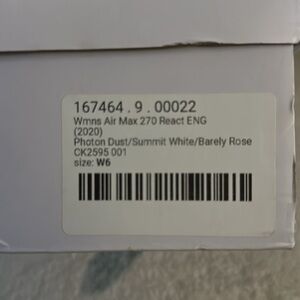 167464 . 9 . 00022
Wmns Air Max 270 React ENG
(2020)
Photon Dust/Summit White/Barely Rose
CK2595 001
size: W6